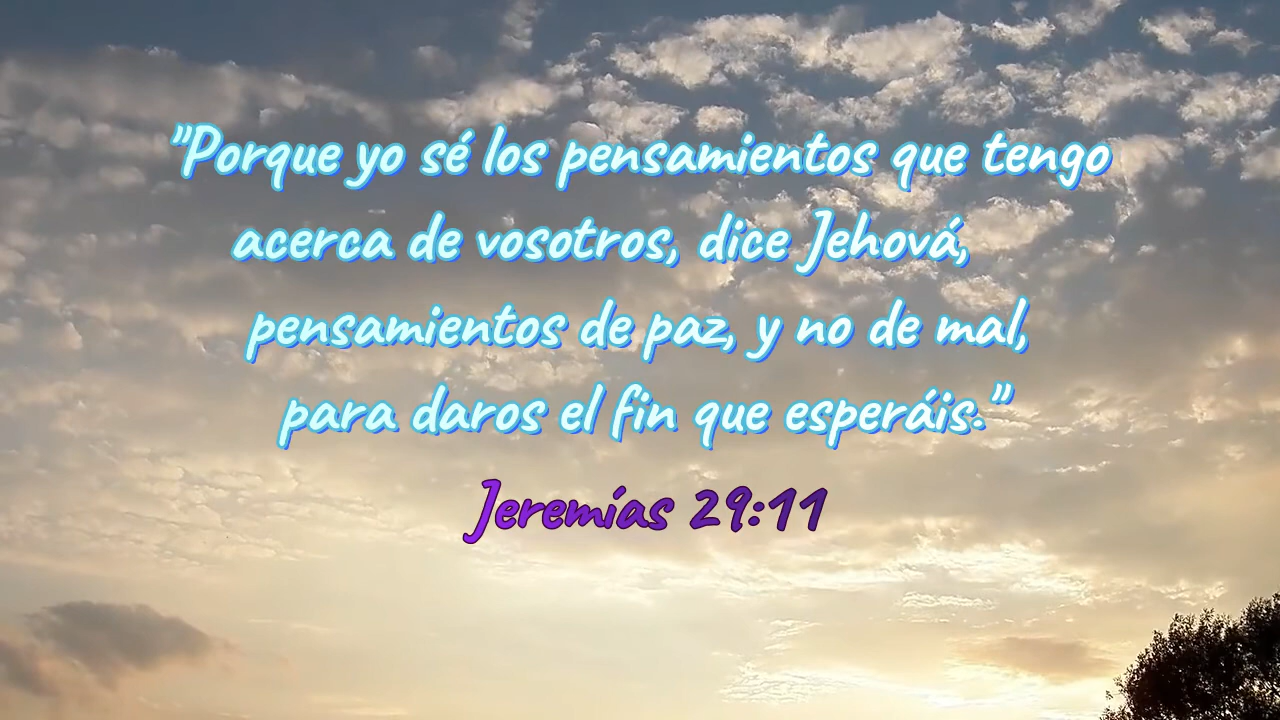 "Porque yo sé los pensamientos que tengo
acerca de vosotros, dice Jehová,
pensamientos de paz, y no de mal,
para daros el fin que esperáis."
Jeremías 29:11